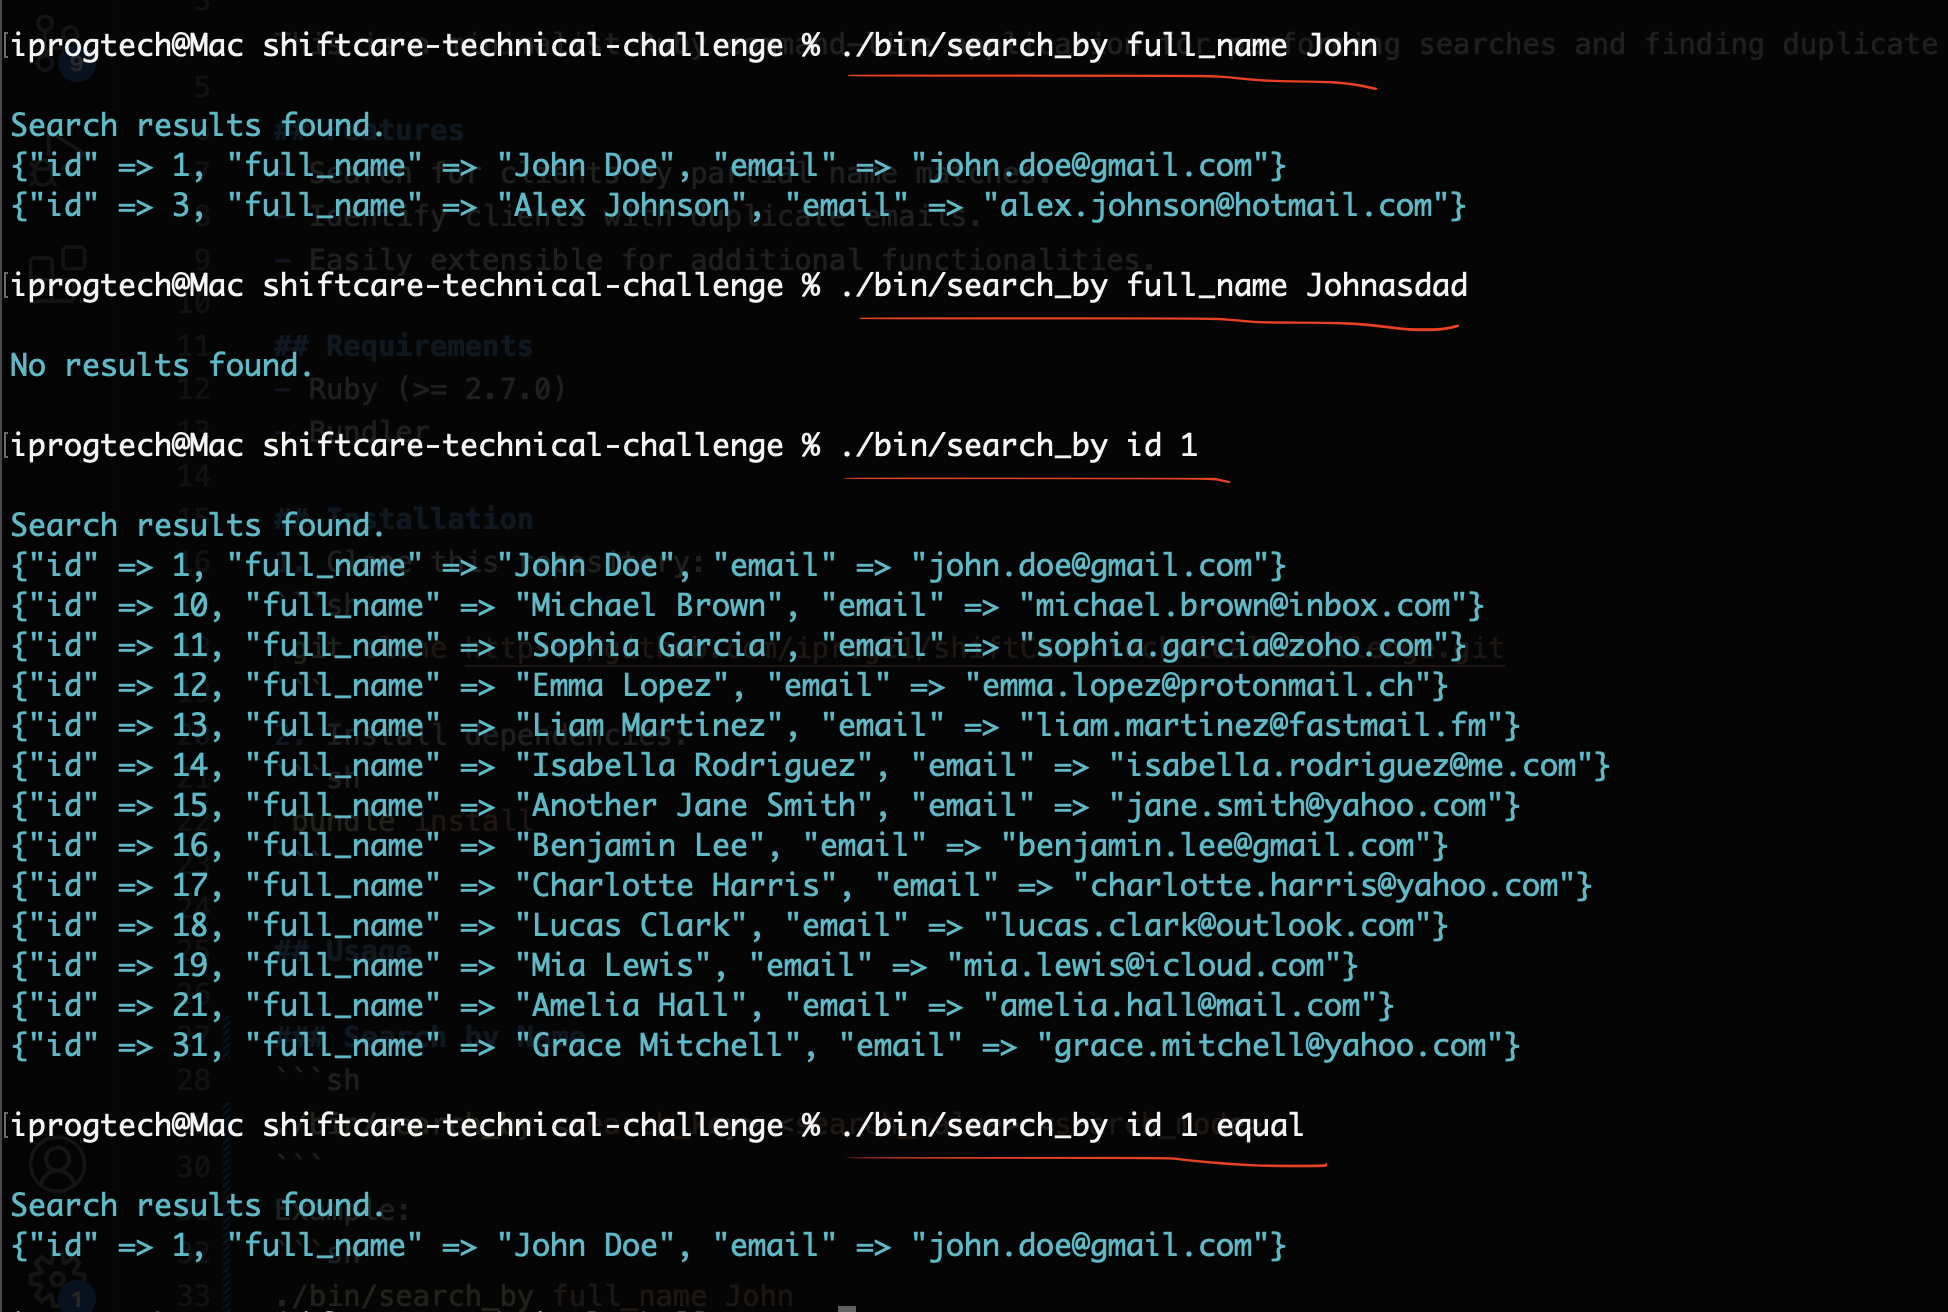 iprogtech@Mac shiftcare-technical-challenge % ./bin/search_by full_name John
Search results found.
{"id" => 1, "full_name" => "John Doe", "email" => "john.doe@gmail.com"}
{"id" => 3, "full_name" => "Alex Johnson", "email" => "alex.johnson@hotmail.com"}
iprogtech@Mac shiftcare-technical-challenge % ./bin/search_by full_name Johnasdad
No results found.
iprogtech@Mac shiftcare-technical-challenge % ./bin/search_by id 1
Search results found.
{"id" => 1, "full_name" => "John Doe", "email" => "john.doe@gmail.com"}
{"id" => 10, "full_name" => "Michael Brown", "email" => "michael.brown@inbox.com"}
{"id" => 11, "full_name" => "Sophia Garcia", "email" => "sophia.garcia@zoho.com"}
{"id" => 12, "full_name" => "Emma Lopez", "email" => "emma.lopez@protonmail.ch"}
{"id" => 13, "full_name" => "Liam Martinez", "email" => "liam.martinez@fastmail.fm"}
{"id" => 14, "full_name" => "Isabella Rodriguez", "email" => "isabella.rodriguez@me.com"}
{"id" => 15, "full_name" => "Another Jane Smith", "email" => "jane.smith@yahoo.com"}
{"id" => 16, "full_name" => "Benjamin Lee", "email" => "benjamin.lee@gmail.com"}
{"id" => 17, "full_name" => "Charlotte Harris", "email" => "charlotte.harris@yahoo.com"}
{"id" => 18, "full_name" => "Lucas Clark", "email" => "lucas.clark@outlook.com"}
{"id" => 19, "full_name" => "Mia Lewis", "email" => "mia.lewis@icloud.com"}
{"id" => 21, "full_name" => "Amelia Hall", "email" => "amelia.hall@mail.com"}
{"id" => 31, "full_name" => "Grace Mitchell", "email" => "grace.mitchell@yahoo.com"}
iprogtech@Mac shiftcare-technical-challenge % ./bin/search_by id 1 equal
Search results found.
{"id" => 1, "full_name" => "John Doe", "email" => "john.doe@gmail.com"}